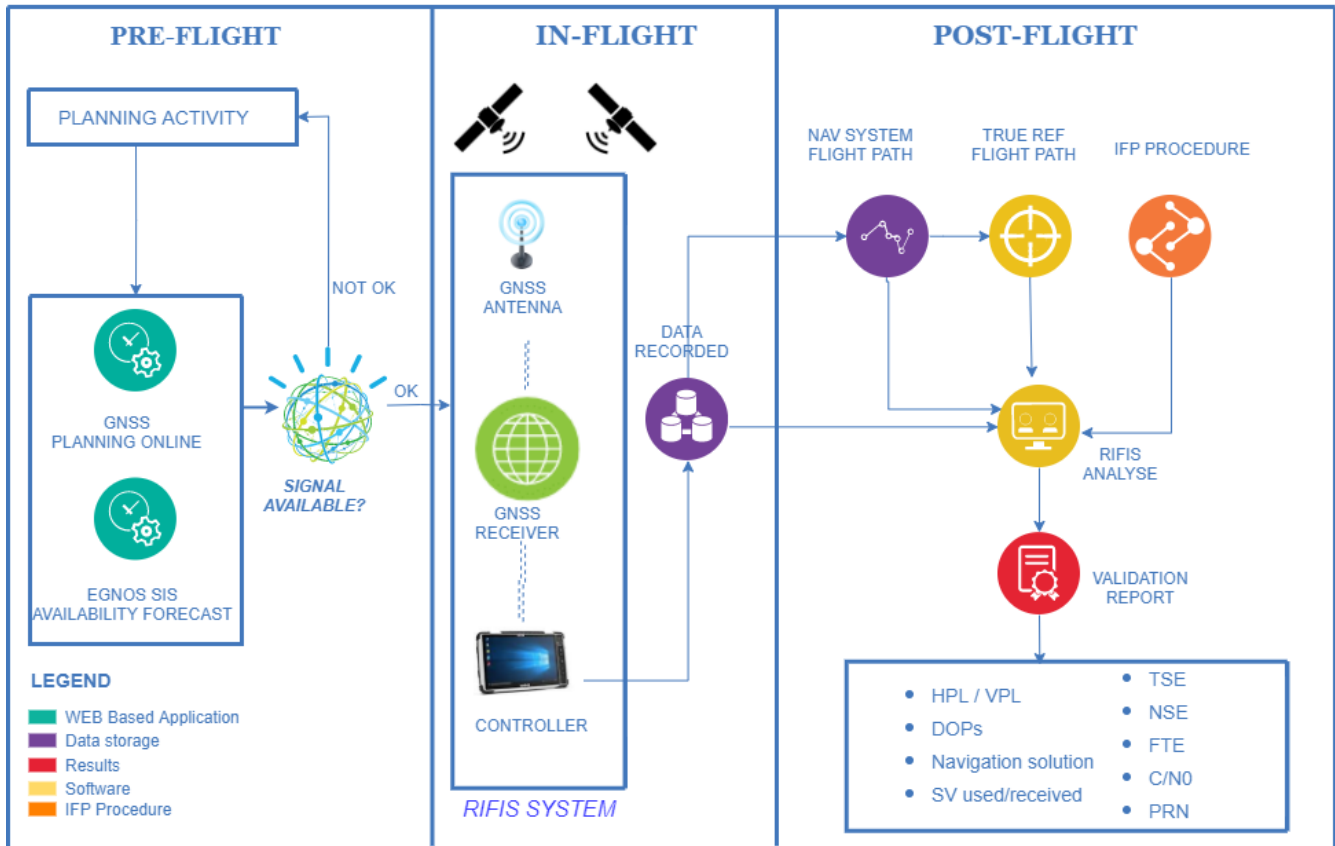 PRE-FLIGHT
PLANNING ACTIVITY
NOT OK
GNSS
PLANNING ONLINE
EGNOS SIS
AVAILABILITY FORECAST
SIGNAL
AVAILABLE?
OK
LEGEND
WEB Based Application
Data storage
Results
Software
IFP Procedure
IN-FLIGHT
GNSS
ANTENNA
GNSS
RECEIVER
CONTROLLER
RIFIS SYSTEM
DATA
RECORDED
POST-FLIGHT
NAV SYSTEM
FLIGHT PATH
TRUE REF
FLIGHT PATH
IFP PROCEDURE
RIFIS
ANALYSE
VALIDATION
REPORT
• HPL / VPL
• DOPs
• Navigation solution
• SV used/received
• TSE
• NSE
• FTE
• C/N0
• PRN